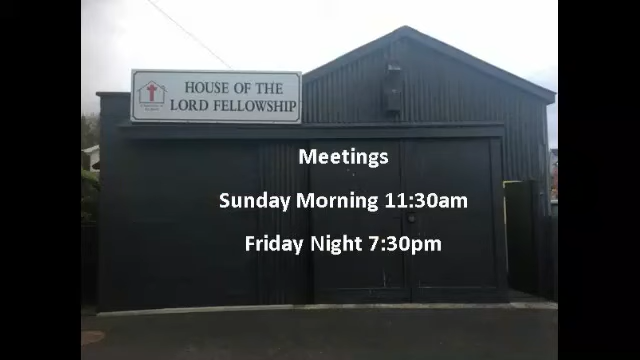 HOUSE OF THE
LORD FELLOWSHIP
Meetings
Sunday Morning 11:30am
Friday Night 7:30pm